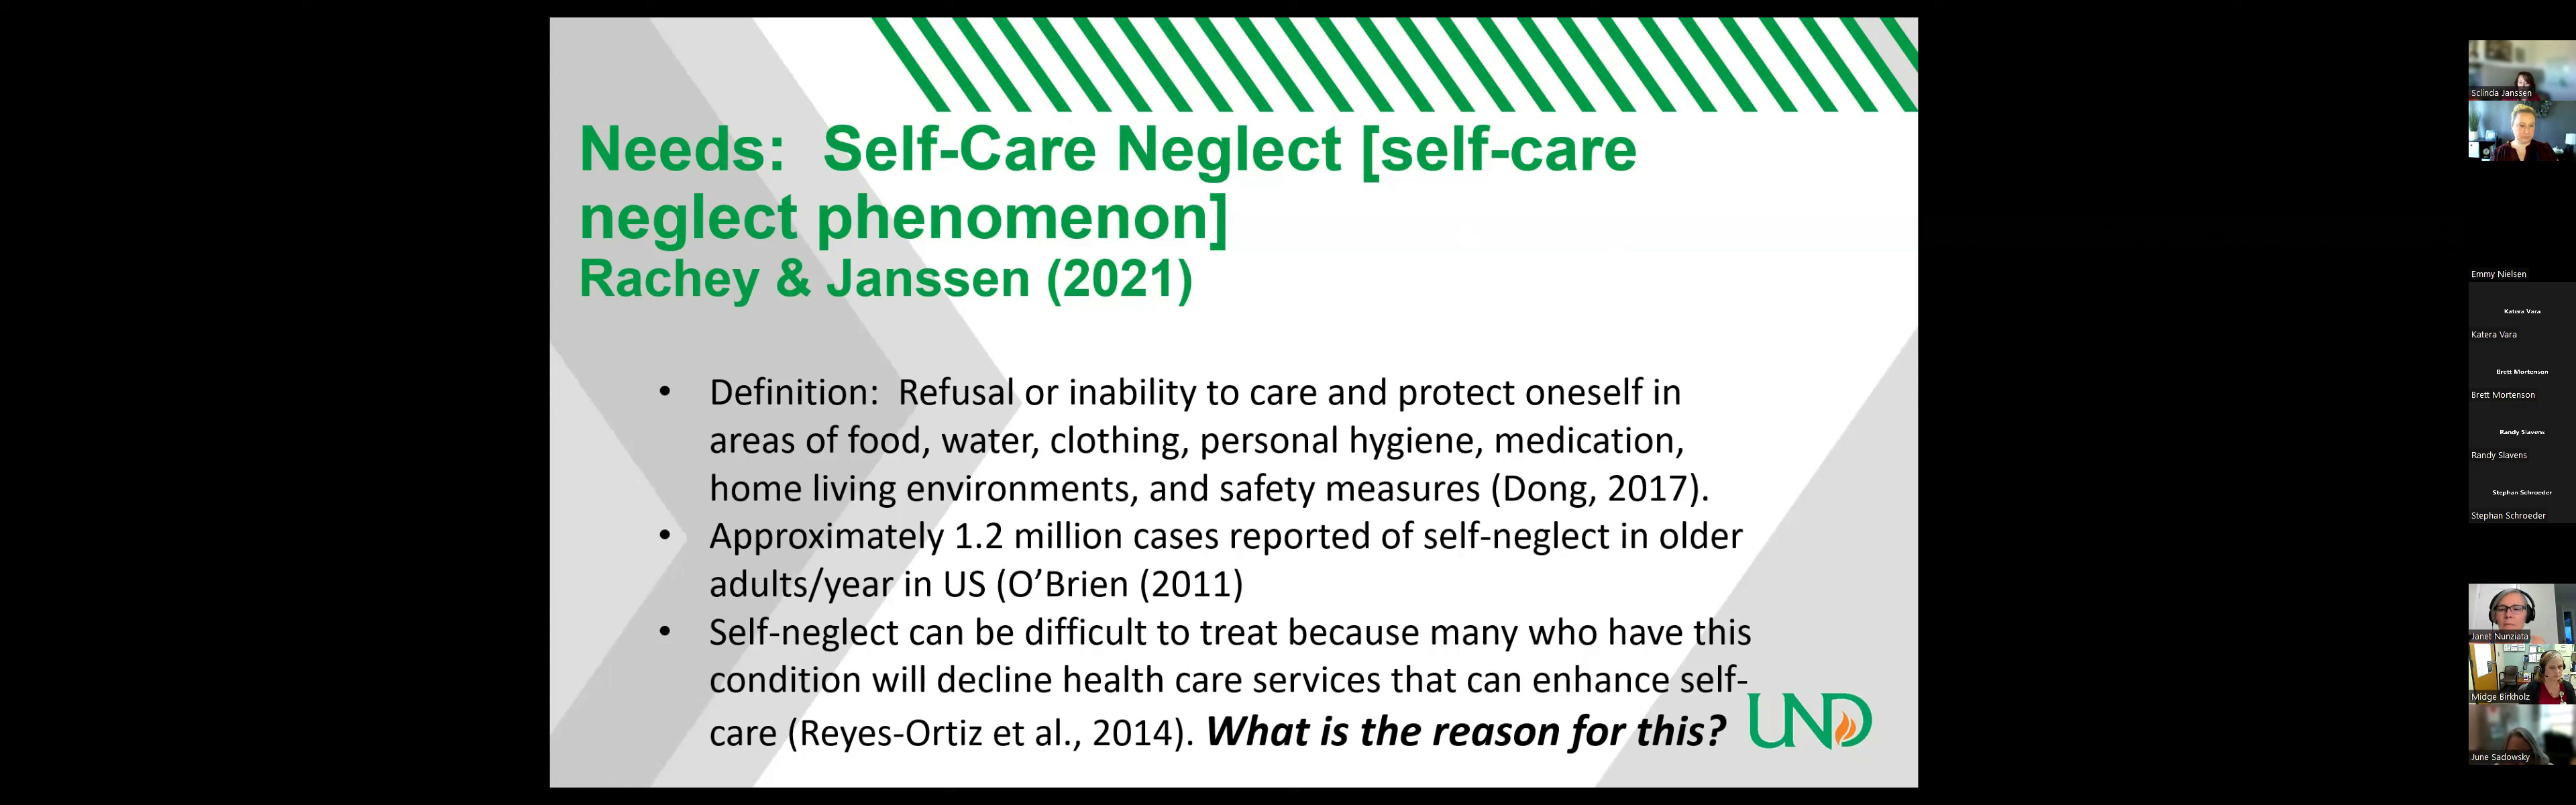 Needs:  Self-Care Neglect [self-care
neglect phenomenon]
Rachey & Janssen (2021)
• Definition:  Refusal or inability to care and protect oneself in
areas of food, water, clothing, personal hygiene, medication,
home living environments, and safety measures (Dong, 2017).
• Approximately 1.2 million cases reported of self-neglect in older
adults/year in US (O’Brien (2011)
• Self-neglect can be difficult to treat because many who have this
condition will decline health care services that can enhance self-
care (Reyes-Ortiz et al., 2014). What is the reason for this?
UND
Sclinda Janssen
Emmy Nielsen
Katera Vara
Katera Vara
Brett Mortenson
Brett Mortenson
Randy Slavens
Randy Slavens
Stephan Schroeder
Stephan Schroeder
Janet Nunziata
Midge Birkholz
June Sadowsky